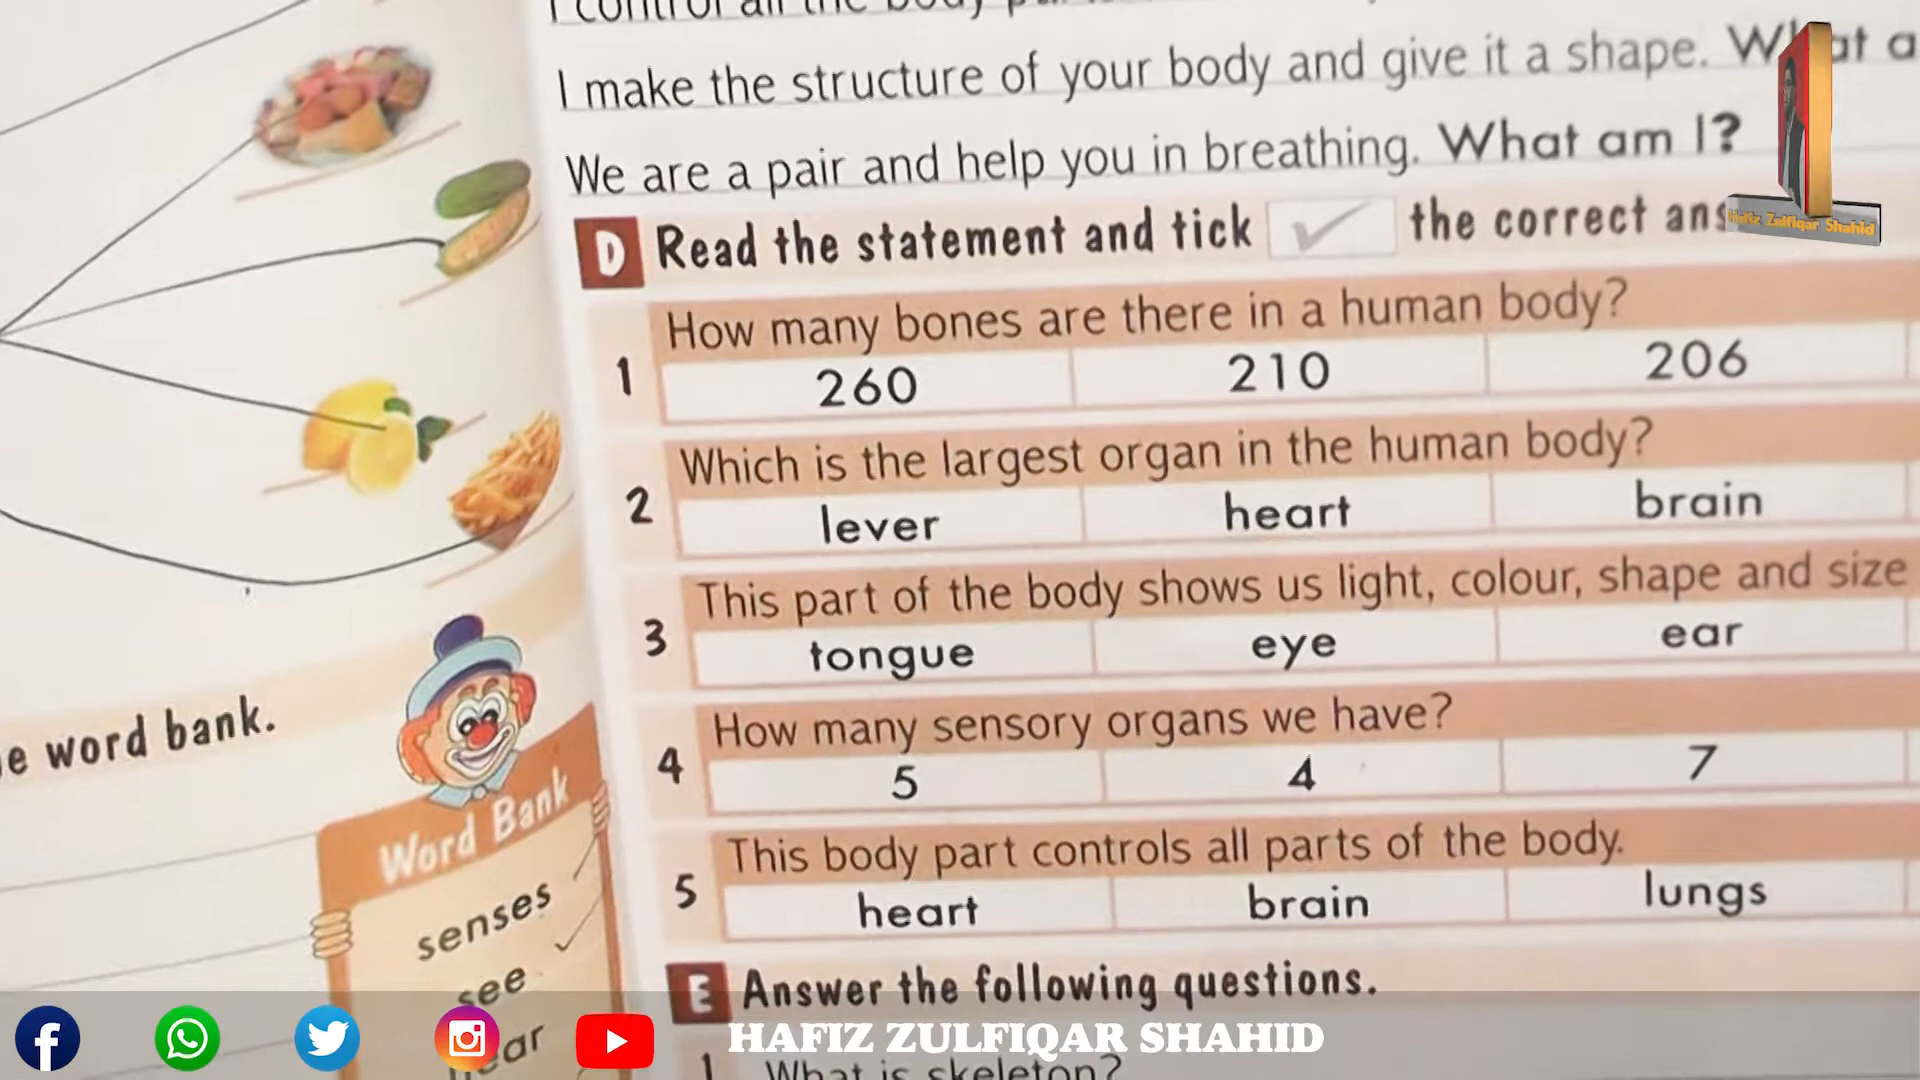 I control all the body
I make the structure of your body and give it a shape. What a
We are a pair and help you in breathing. What am I?
D Read the statement and tick the correct ans
Hafiz Zulfiqar Shahid
1 How many bones are there in a human body?
260 210 206
2 Which is the largest organ in the human body?
lever heart brain
3 This part of the body shows us light, colour, shape and size
tongue eye ear
4 How many sensory organs we have?
5 4 7
5 This body part controls all parts of the body.
heart brain lungs
E Answer the following questions.
1 What is skeleton?
e word bank.
Word Bank
senses
see
ear
HAFIZ ZULFIQAR SHAHID